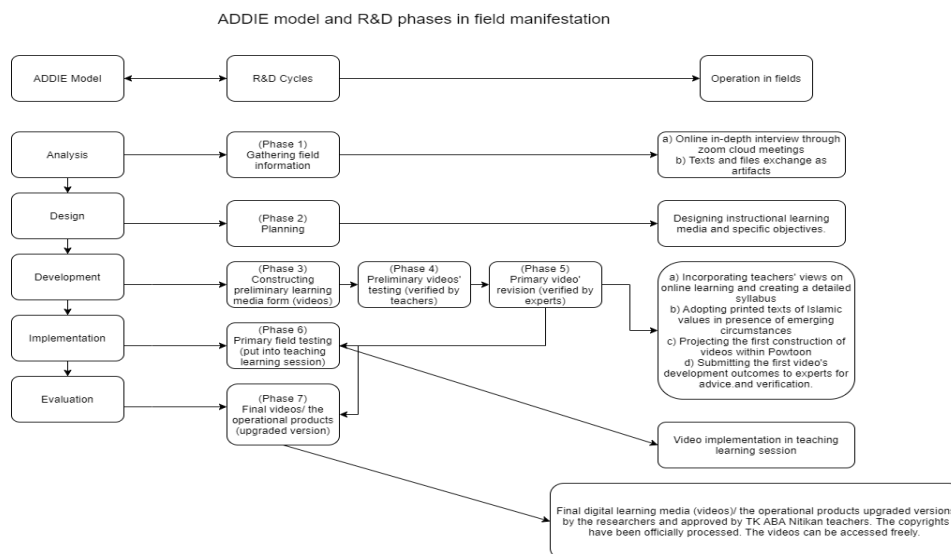 ADDIE model and R&D phases in field manifestation
ADDIE Model
R&D Cycles
Operation in fields
Analysis
(Phase 1)
Gathering field
information
a) Online in-depth interview through
zoom cloud meetings
b) Texts and files exchange as
artifacts
Design
(Phase 2)
Planning
Designing instructional learning
media and specific objectives.
Development
(Phase 3)
Constructing
preliminary learning
media form (videos)
(Phase 4)
Preliminary videos'
testing (verified by
teachers)
(Phase 5)
Primary video'
revision (verified by
experts)
a) Incorporating teachers' views on
online learning and creating a detailed
syllabus
b) Adopting printed texts of Islamic
values in presence of emerging
circumstances
c) Projecting the first construction of
videos within Powtoon
d) Submitting the first video's
development outcomes to experts for
advice and verification.
Implementation
(Phase 6)
Primary field testing
(put into teaching
learning session)
Evaluation
(Phase 7)
Final videos/ the
operational products
(upgraded version)
Video implementation in teaching
learning session
Final digital learning media (videos)/ the operational products upgraded versions
by the researchers and approved by TK ABA Nitikan teachers. The copyrights
have been officially processed. The videos can be accessed freely.